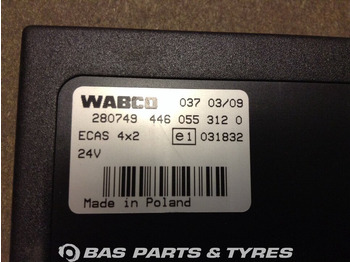 WABCO 037 03/09
280749 446 055 312 0
ECAS 4x2 e1 031832
24V
Made in Poland
BAS PARTS & TYRES